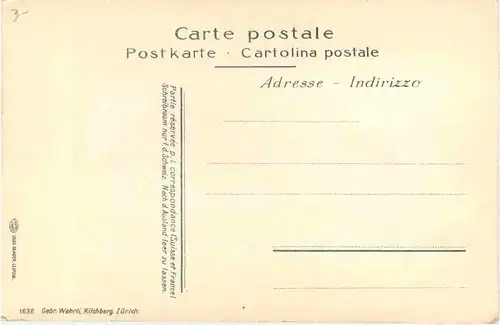 3-
Carte postale
Postkarte · Cartolina postale
Adresse - Indirizzo
Partie réservée p. l. correspondance (Suisse et France)
Schreibraum nur f. d. Schweiz. Nach d. Ausland leer zu lassen.
1638 Gebr. Wehrli, Kilchberg, Zürich.